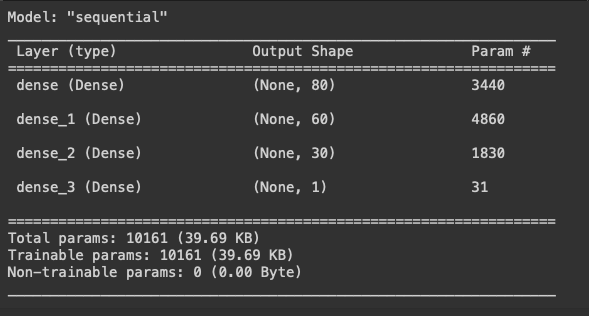 Model: "sequential"
Layer (type) Output Shape Param #
dense (Dense) (None, 80) 3440
dense_1 (Dense) (None, 60) 4860
dense_2 (Dense) (None, 30) 1830
dense_3 (Dense) (None, 1) 31
Total params: 10161 (39.69 KB)
Trainable params: 10161 (39.69 KB)
Non-trainable params: 0 (0.00 Byte)